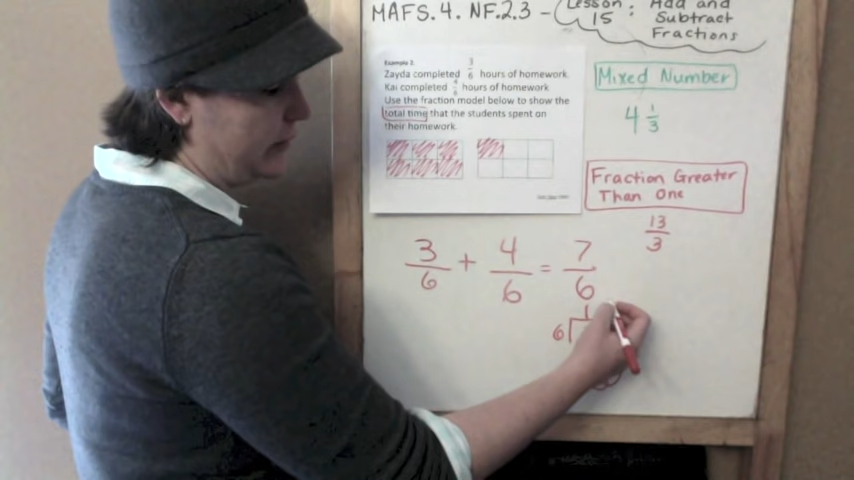 MAFS.4.NF.2.3 - Lesson 15: Add and Subtract Fractions
Example 3:
Zayda completed 3/6 hours of homework.
Kai completed 4/6 hours of homework
Use the fraction model below to show the
total time that the students spent on
their homework.
Mixed Number
4 1/3
Fraction Greater
Than One
13/3
3/6 + 4/6 = 7/6
1
6